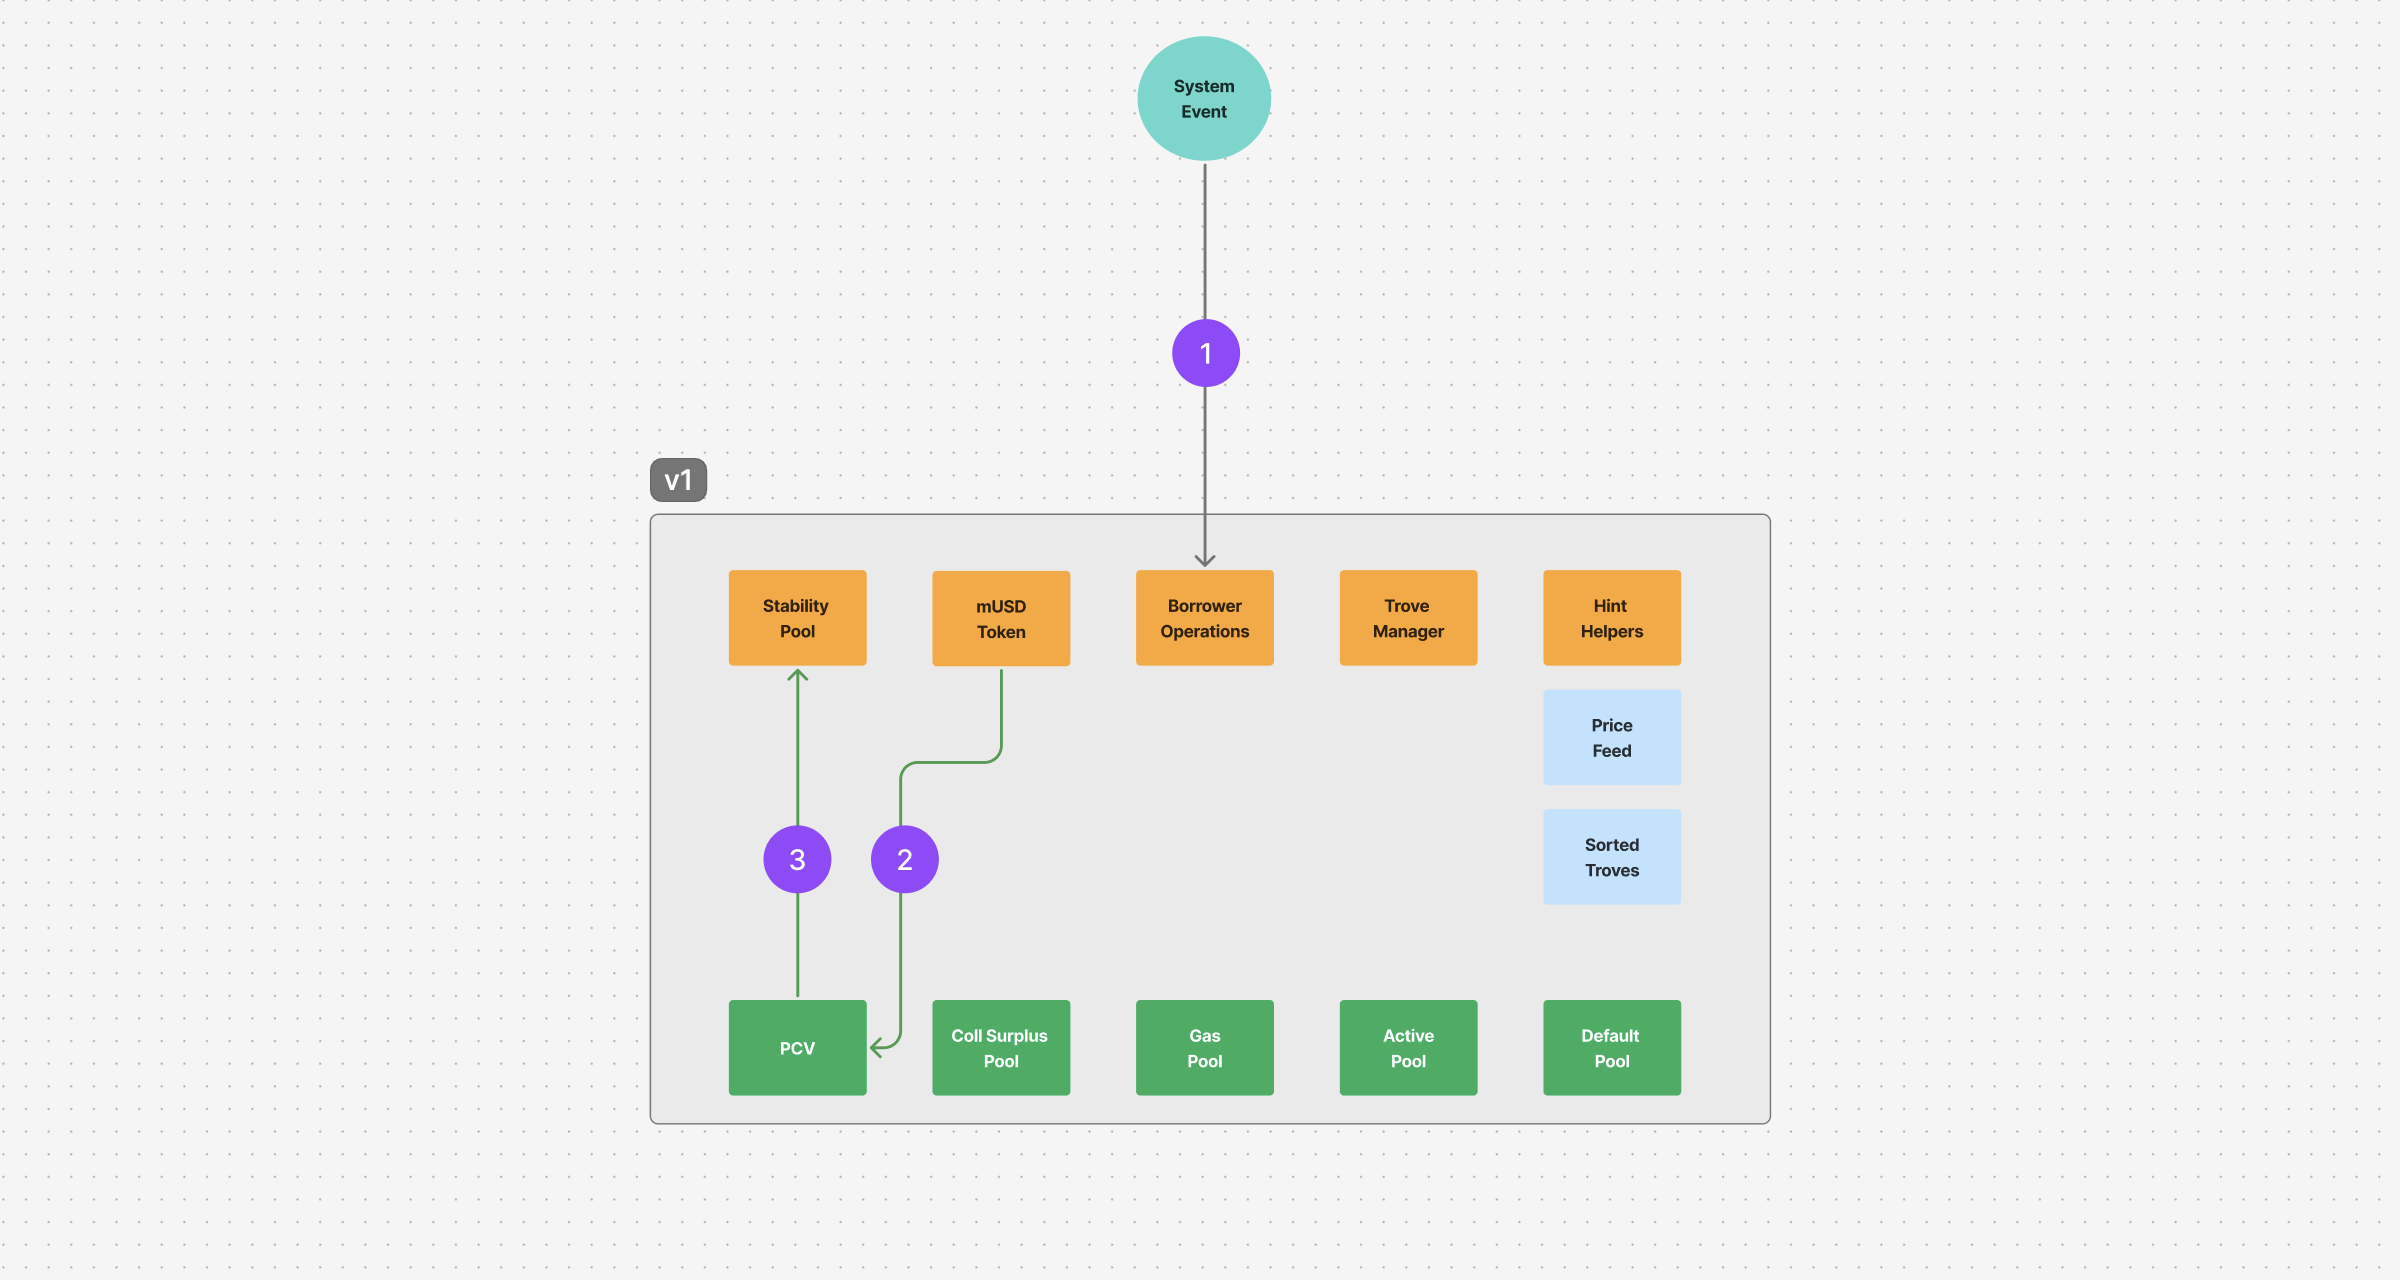 System
Event
1
v1
Stability
Pool
mUSD
Token
Borrower
Operations
Trove
Manager
Hint
Helpers
Price
Feed
Sorted
Troves
3
2
PCV
Coll Surplus
Pool
Gas
Pool
Active
Pool
Default
Pool